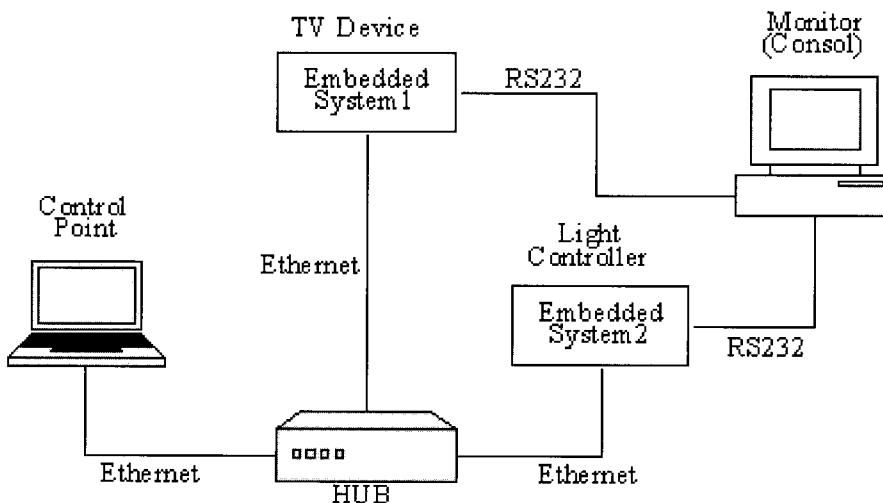 TV Device
Embedded
System1
RS232
Monitor
(Consol)
Control
Point
Ethernet
Light
Controller
Embedded
System2
RS232
Ethernet
HUB
Ethernet